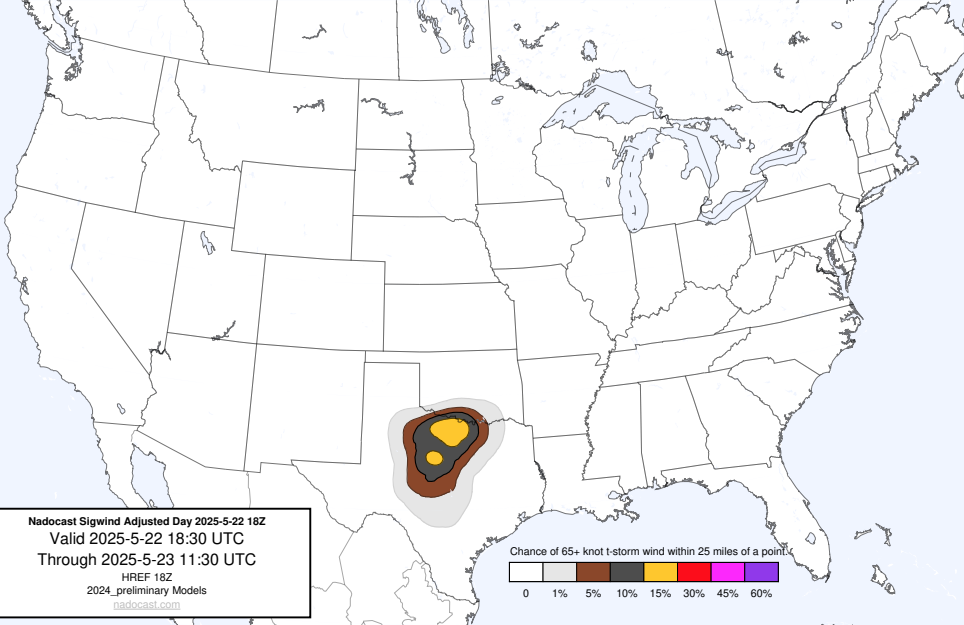 Nadocast Sigwind Adjusted Day 2025-5-22 18Z
Valid 2025-5-22 18:30 UTC
Through 2025-5-23 11:30 UTC
HREF 18Z
2024_preliminary Models
nadocast.com
Chance of 65+ knot t-storm wind within 25 miles of a point.
0 1% 5% 10% 15% 30% 45% 60%